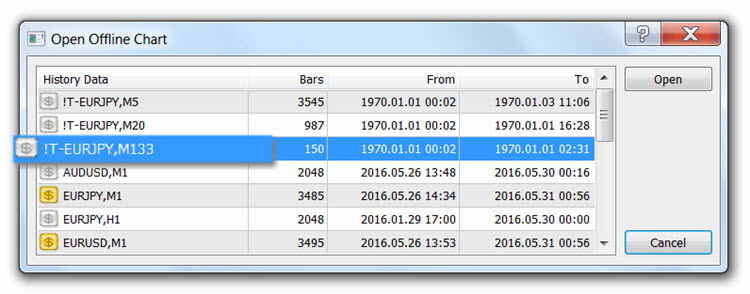 Open Offline Chart
?
X
History Data Bars From To
!T-EURJPY,M5 3545 1970.01.01 00:02 1970.01.03 11:06
!T-EURJPY,M20 987 1970.01.01 00:02 1970.01.01 16:28
!T-EURJPY,M133 150 1970.01.01 00:02 1970.01.01 02:31
AUDUSD,M1 2048 2016.05.26 13:48 2016.05.30 00:16
EURJPY,M1 3485 2016.05.26 14:34 2016.05.31 00:56
EURJPY,H1 2048 2016.01.29 17:00 2016.05.30 00:00
EURUSD,M1 3495 2016.05.26 13:53 2016.05.31 00:56
Open
Cancel